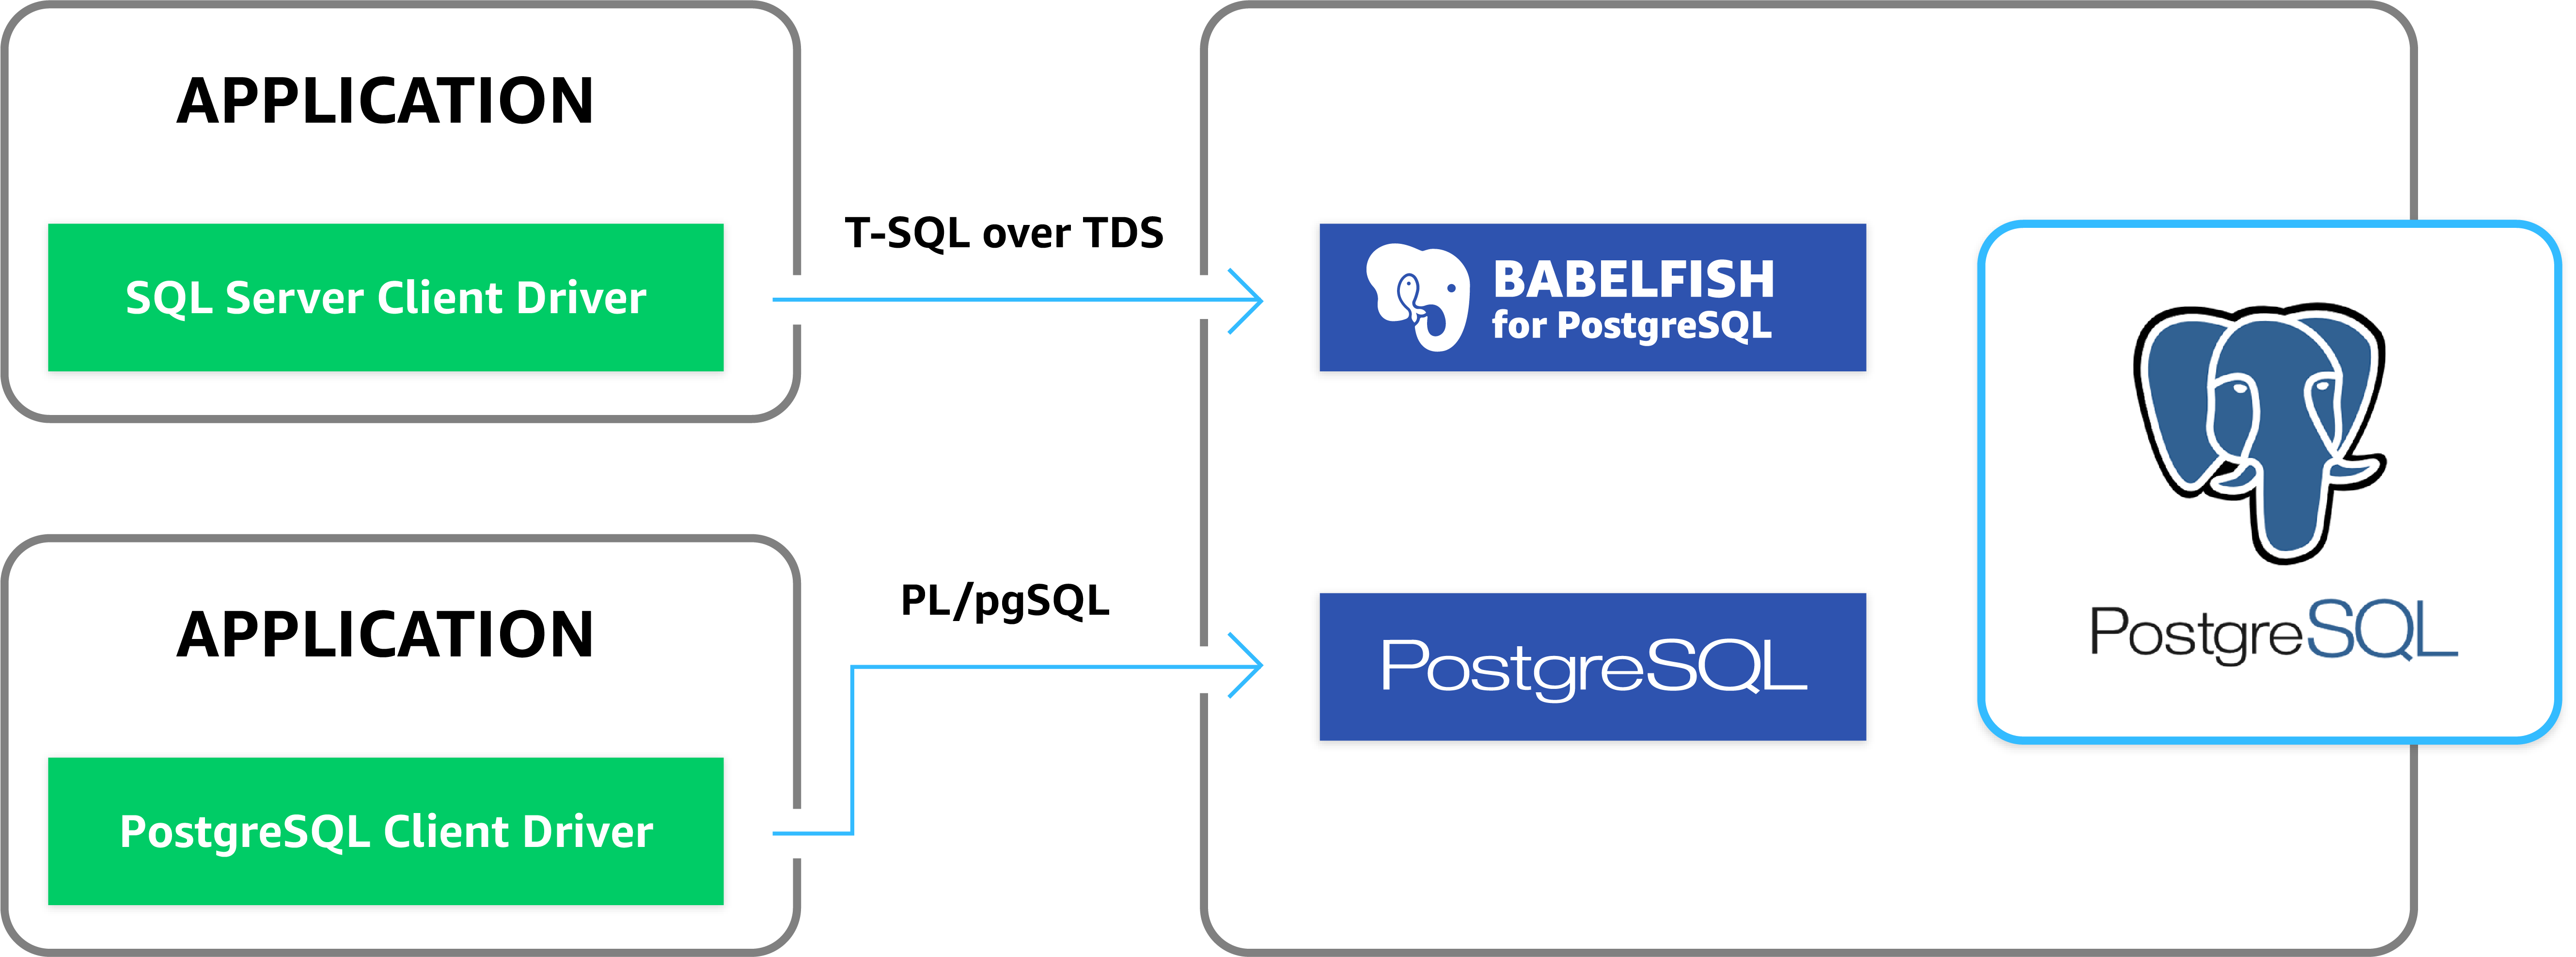 APPLICATION
SQL Server Client Driver
T-SQL over TDS
BABELFISH
for PostgreSQL
PostgreSQL
APPLICATION
PostgreSQL Client Driver
PL/pgSQL
PostgreSQL